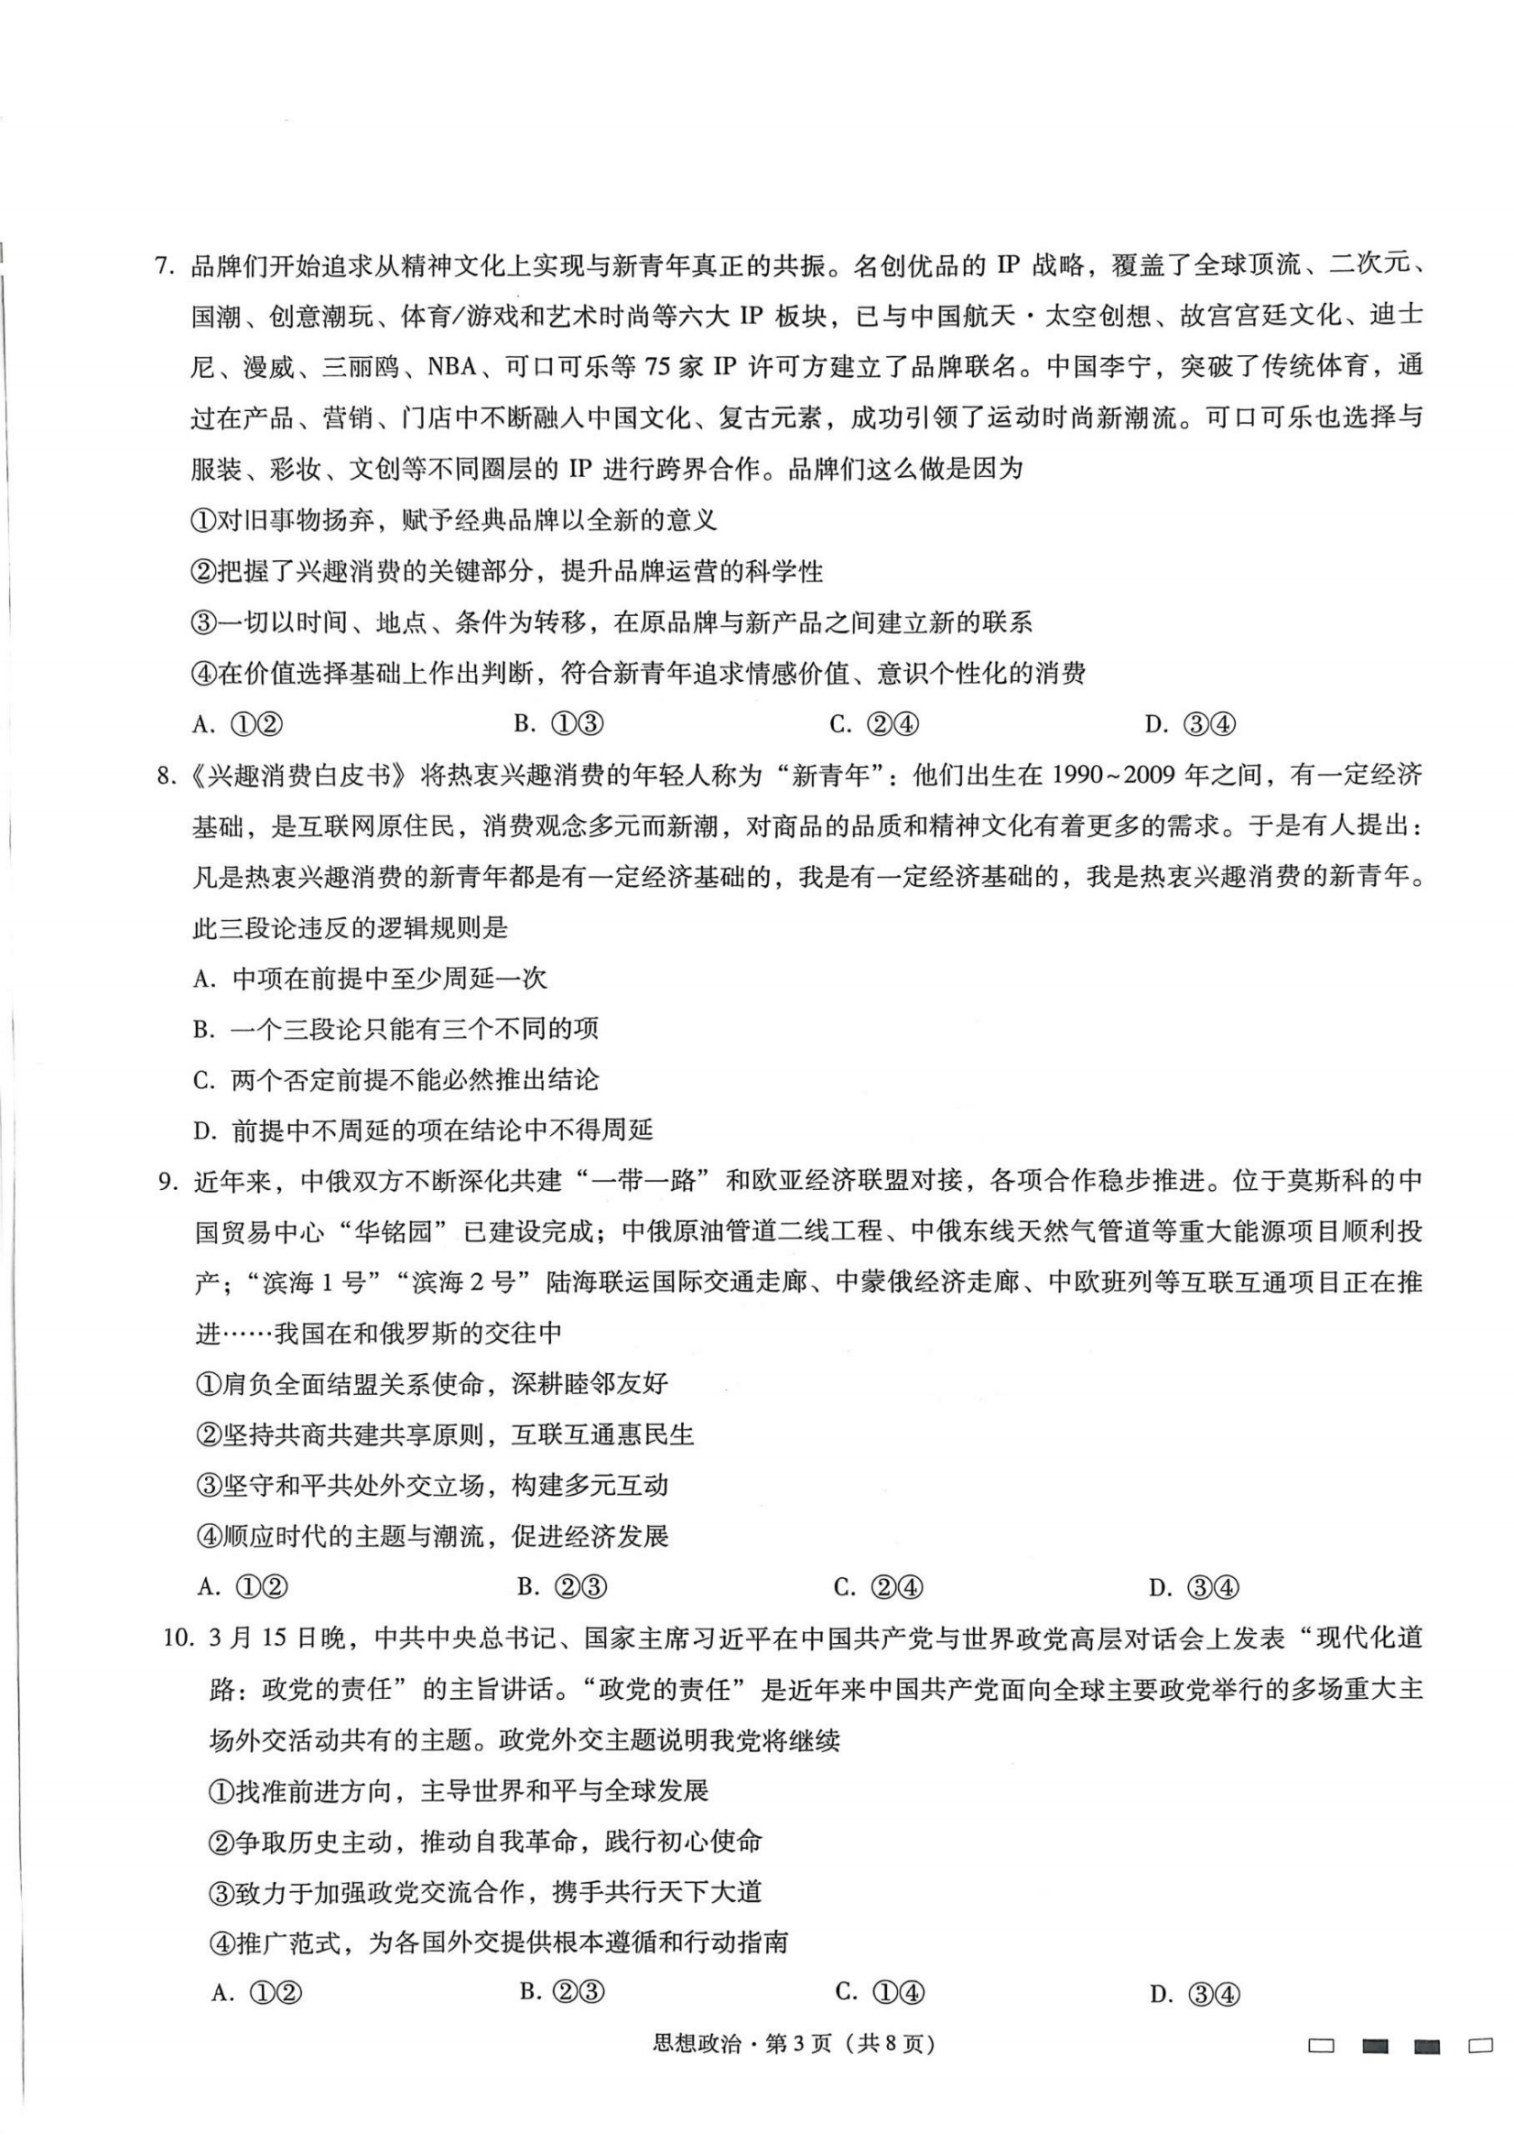 7. 品牌们开始追求从精神文化上实现与新青年真正的共振。名创优品的 IP 战略，覆盖了全球顶流、二次元、
国潮、创意潮玩、体育/游戏和艺术时尚等六大 IP 板块，已与中国航天·太空创想、故宫宫廷文化、迪士
尼、漫威、三丽鸥、NBA、可口可乐等 75 家 IP 许可方建立了品牌联名。中国李宁，突破了传统体育，通
过在产品、营销、门店中不断融入中国文化、复古元素，成功引领了运动时尚新潮流。可口可乐也选择与
服装、彩妆、文创等不同圈层的 IP 进行跨界合作。品牌们这么做是因为
①对旧事物扬弃，赋予经典品牌以全新的意义
②把握了兴趣消费的关键部分，提升品牌运营的科学性
③一切以时间、地点、条件为转移，在原品牌与新产品之间建立新的联系
④在价值选择基础上作出判断，符合新青年追求情感价值、意识个性化的消费
A. ①② B. ①③ C. ②④ D. ③④
8.《兴趣消费白皮书》将热衷兴趣消费的年轻人称为“新青年”：他们出生在 1990~2009 年之间，有一定经济
基础，是互联网原住民，消费观念多元而新潮，对商品的品质和精神文化有着更多的需求。于是有人提出：
凡是热衷兴趣消费的新青年都是有一定经济基础的，我是有一定经济基础的，我是热衷兴趣消费的新青年。
此三段论违反的逻辑规则是
A. 中项在前提中至少周延一次
B. 一个三段论只能有三个不同的项
C. 两个否定前提不能必然推出结论
D. 前提中不周延的项在结论中不得周延
9. 近年来，中俄双方不断深化共建“一带一路”和欧亚经济联盟对接，各项合作稳步推进。位于莫斯科的中
国贸易中心“华铭园”已建设完成；中俄原油管道二线工程、中俄东线天然气管道等重大能源项目顺利投
产；“滨海 1 号”“滨海 2 号”陆海联运国际交通走廊、中蒙俄经济走廊、中欧班列等互联互通项目正在推
进……我国在和俄罗斯的交往中
①肩负全面结盟关系使命，深耕睦邻友好
②坚持共商共建共享原则，互联互通惠民生
③坚守和平共处外交立场，构建多元互动
④顺应时代的主题与潮流，促进经济发展
A. ①② B. ②③ C. ②④ D. ③④
10. 3 月 15 日晚，中共中央总书记、国家主席习近平在中国共产党与世界政党高层对话会上发表“现代化道
路：政党的责任”的主旨讲话。“政党的责任”是近年来中国共产党面向全球主要政党举行的多场重大主
场外交活动共有的主题。政党外交主题说明我党将继续
①找准前进方向，主导世界和平与全球发展
②争取历史主动，推动自我革命，践行初心使命
③致力于加强政党交流合作，携手共行天下大道
④推广范式，为各国外交提供根本遵循和行动指南
A. ①② B. ②③ C. ①④ D. ③④
思想政治·第 3 页（共 8 页）